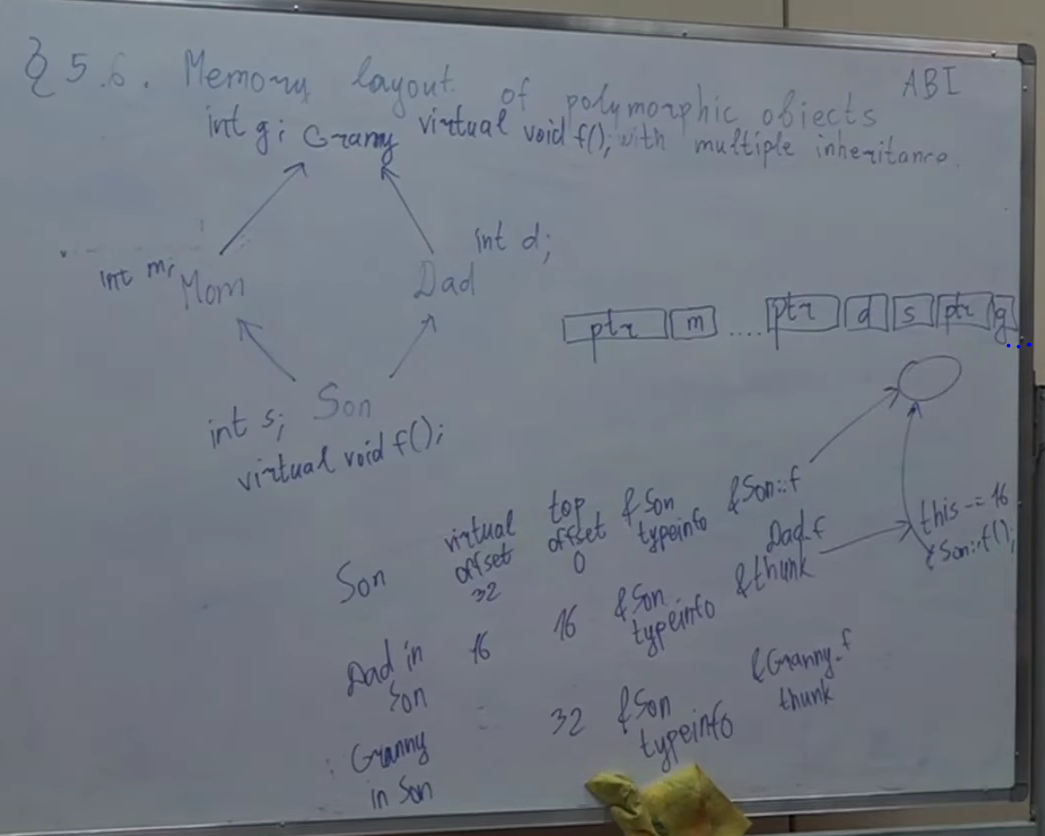 § 5.6. Memory layout of polymorphic objects
ABI
with multiple inheritance.
int g; Granny virtual void f();
int m; Mom
Dad int d;
ptr m .... ptr d s ptr g
int s; Son
virtual void f();
virtual offset top offset &Son typeinfo &Son::f
Son 32 0
Dad in Son 16 16 &Son typeinfo Dad.f &thunk
this -= 16
&Son::f();
Granny in Son 32 &Son typeinfo &Granny.f thunk